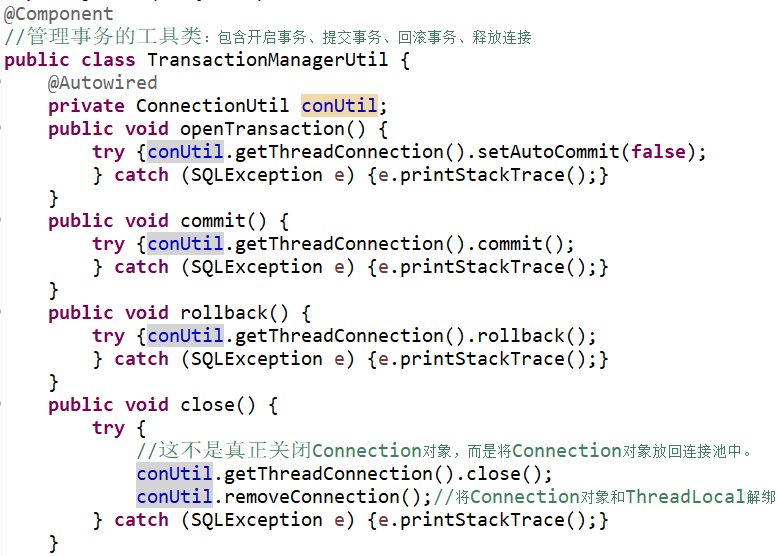 @Component
//管理事务的工具类：包含开启事务、提交事务、回滚事务、释放连接
public class TransactionManagerUtil {
@Autowired
private ConnectionUtil conUtil;
public void openTransaction() {
try {conUtil.getThreadConnection().setAutoCommit(false);
} catch (SQLException e) {e.printStackTrace();}
}
public void commit() {
try {conUtil.getThreadConnection().commit();
} catch (SQLException e) {e.printStackTrace();}
}
public void rollback() {
try {conUtil.getThreadConnection().rollback();
} catch (SQLException e) {e.printStackTrace();}
}
public void close() {
try {
//这不是真正关闭Connection对象，而是将Connection对象放回连接池中。
conUtil.getThreadConnection().close();
conUtil.removeConnection();//将Connection对象和ThreadLocal解绑
} catch (SQLException e) {e.printStackTrace();}
}